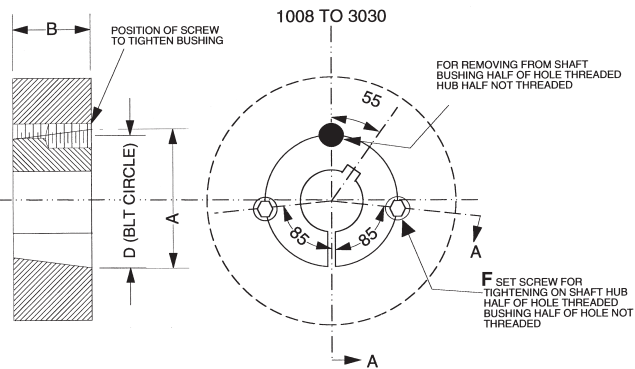 1008 TO 3030
B
POSITION OF SCREW
TO TIGHTEN BUSHING
FOR REMOVING FROM SHAFT
BUSHING HALF OF HOLE THREADED
HUB HALF NOT THREADED
55
D (BLT CIRCLE)
A
85
85
A
F SET SCREW FOR
TIGHTENING ON SHAFT HUB
HALF OF HOLE THREADED
BUSHING HALF OF HOLE NOT
THREADED
A